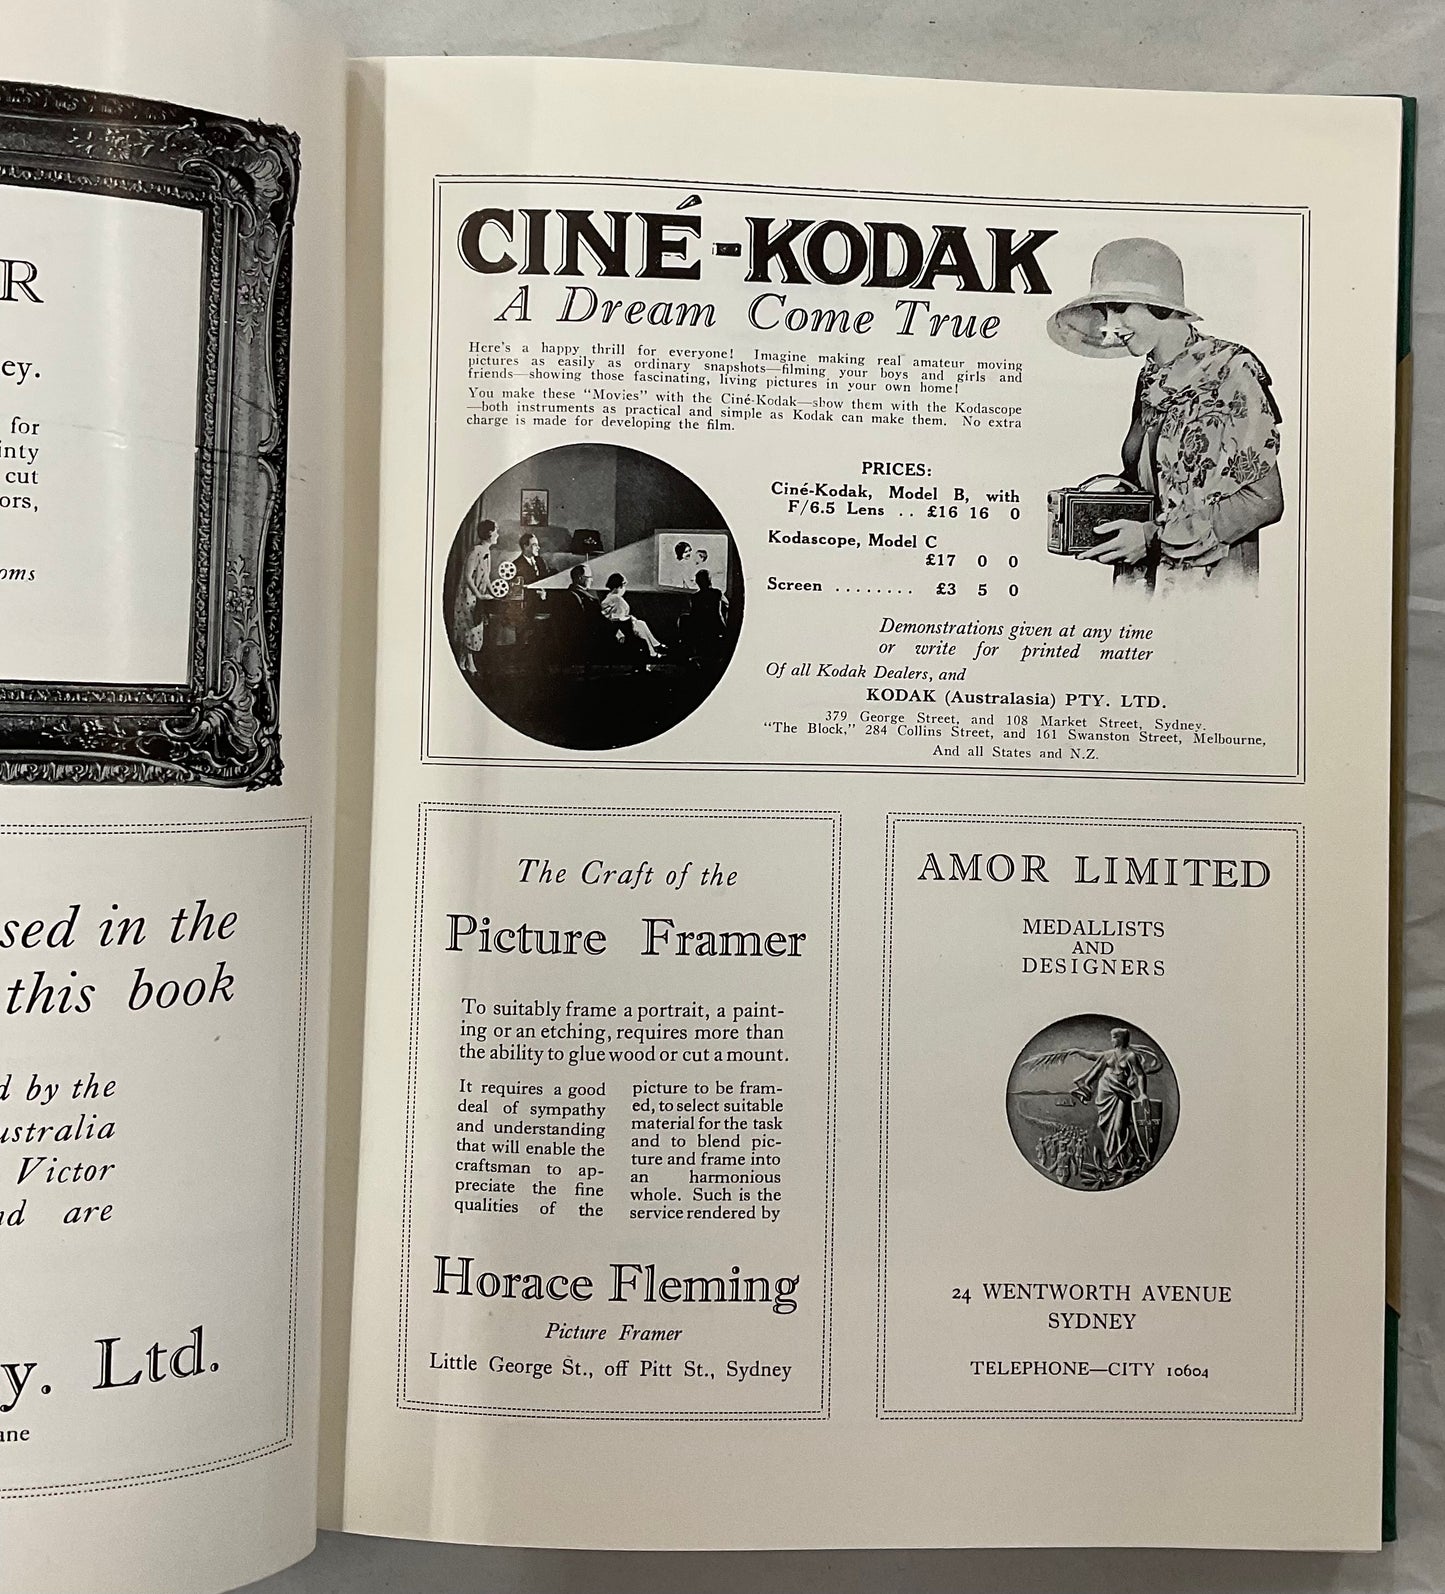 R
ey.
for
inty
cut
ors,
oms
sed in the
this book
d by the
ustralia
Victor
nd are
y. Ltd.
ane
CINÉ-KODAK
A Dream Come True
Here's a happy thrill for everyone! Imagine making real amateur moving
pictures as easily as ordinary snapshots—filming your boys and girls and
friends—showing those fascinating, living pictures in your own home!
You make these "Movies" with the Ciné-Kodak—show them with the Kodascope
—both instruments as practical and simple as Kodak can make them. No extra
charge is made for developing the film.
PRICES:
Ciné-Kodak, Model B, with
F/6.5 Lens .. £16 16 0
Kodascope, Model C
£17 0 0
Screen ........ £3 5 0
Demonstrations given at any time
or write for printed matter
Of all Kodak Dealers, and
KODAK (Australasia) PTY. LTD.
379 George Street, and 108 Market Street, Sydney.
"The Block," 284 Collins Street, and 161 Swanston Street, Melbourne,
And all States and N.Z.
The Craft of the
Picture Framer
To suitably frame a portrait, a paint-
ing or an etching, requires more than
the ability to glue wood or cut a mount.
It requires a good
deal of sympathy
and understanding
that will enable the
craftsman to ap-
preciate the fine
qualities of the
picture to be fram-
ed, to select suitable
material for the task
and to blend pic-
ture and frame into
an harmonious
whole. Such is the
service rendered by
Horace Fleming
Picture Framer
Little George St., off Pitt St., Sydney
AMOR LIMITED
MEDALLISTS
AND
DESIGNERS
24 WENTWORTH AVENUE
SYDNEY
TELEPHONE—CITY 10604